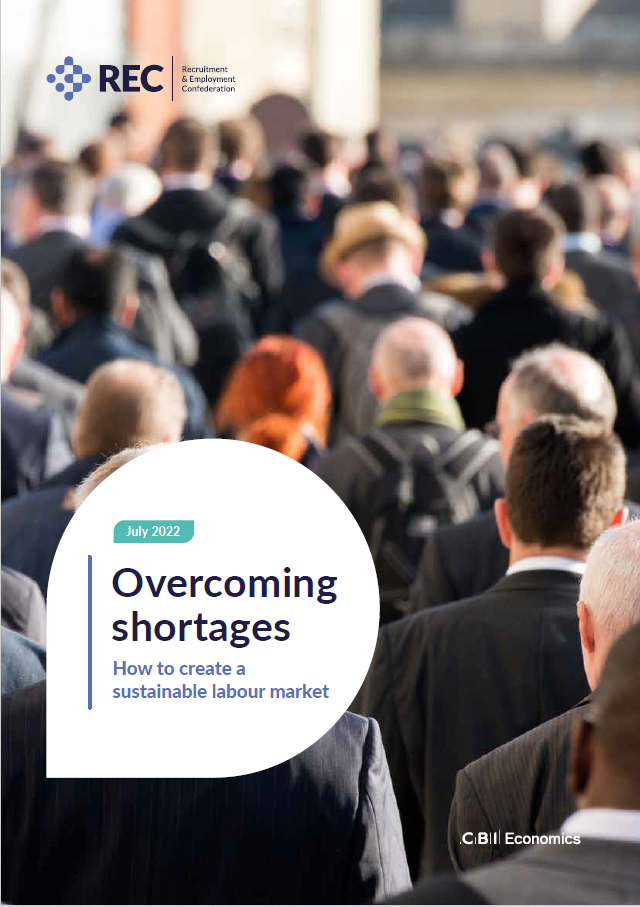 REC
Recruitment
& Employment
Confederation
July 2022
Overcoming
shortages
How to create a
sustainable labour market
CBI Economics